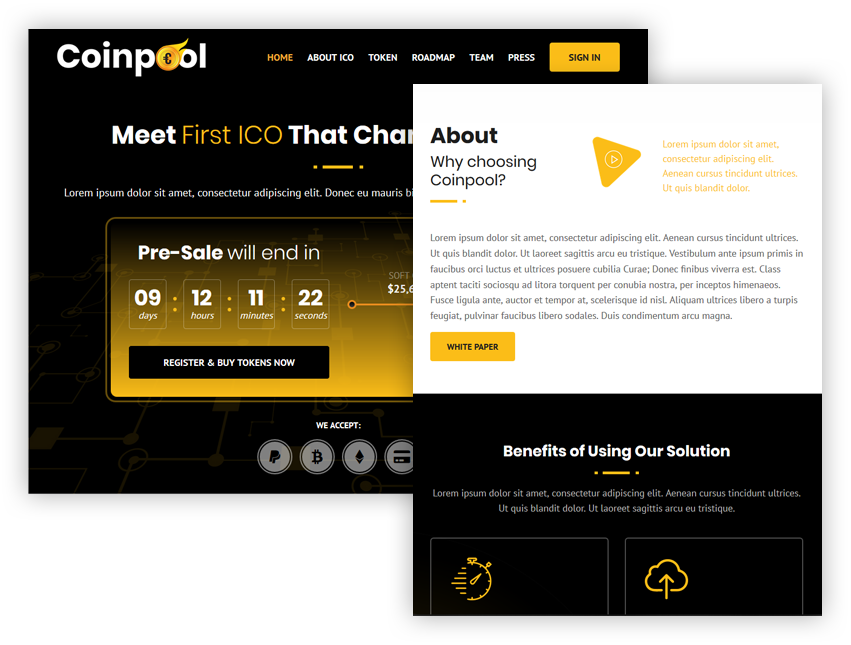 Coinpool
HOME ABOUT ICO TOKEN ROADMAP TEAM PRESS SIGN IN
Meet First ICO That
Lorem ipsum dolor sit amet, consectetur adipiscing elit. Donec eu mauris
Pre-Sale will end in
09 12 11 22
days hours minutes seconds
SOFT
REGISTER & BUY TOKENS NOW
WE ACCEPT:
About
Why choosing
Coinpool?
Lorem ipsum dolor sit amet,
consectetur adipiscing elit.
Aenean cursus tincidunt ultrices.
Ut quis blandit dolor.
Lorem ipsum dolor sit amet, consectetur adipiscing elit. Aenean cursus tincidunt ultrices.
Ut quis blandit dolor. Ut laoreet sagittis arcu eu tristique. Vestibulum ante ipsum primis in
faucibus orci luctus et ultrices posuere cubilia Curae; Donec finibus viverra est. Class
aptent taciti sociosqu ad litora torquent per conubia nostra, per inceptos himenaeos.
Fusce ligula ante, auctor et tempor at, scelerisque id nisl. Aliquam ultrices libero a turpis
feugiat, pulvinar faucibus libero sodales. Duis condimentum arcu magna.
WHITE PAPER
Benefits of Using Our Solution
Lorem ipsum dolor sit amet, consectetur adipiscing elit. Aenean cursus tincidunt ultrices.
Ut quis blandit dolor. Ut laoreet sagittis arcu eu tristique.